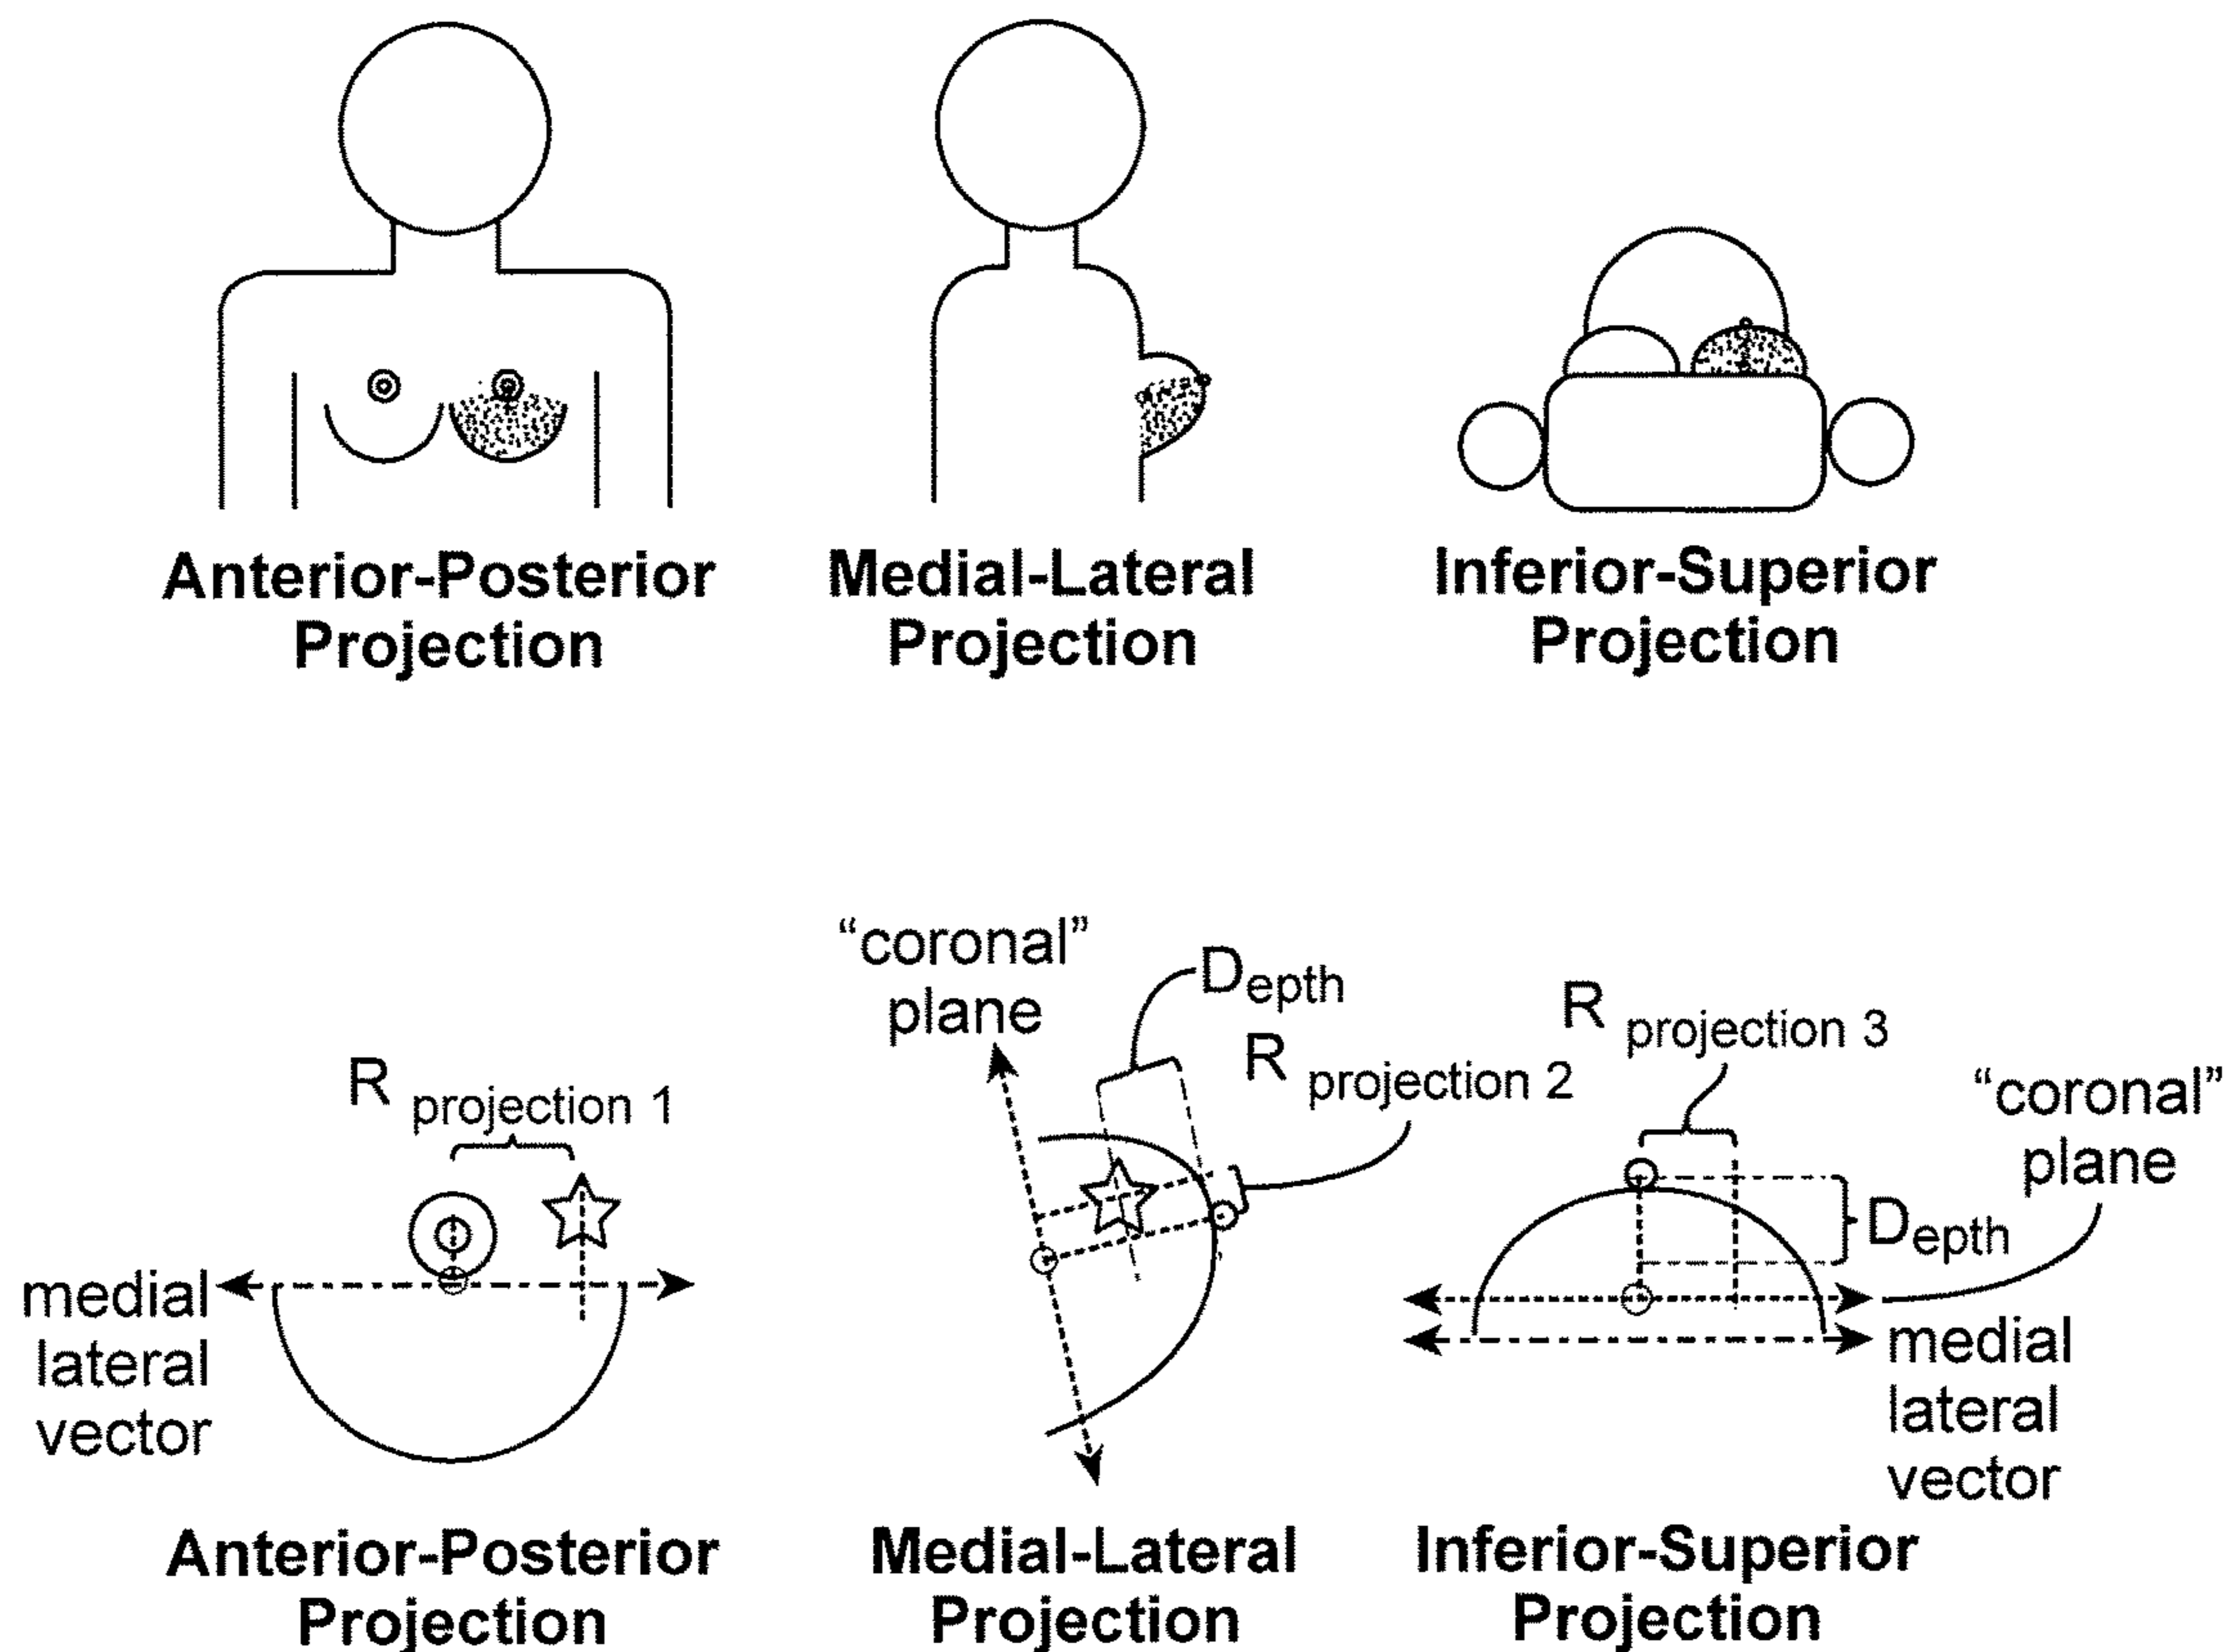 Anterior-Posterior
Projection
Medial-Lateral
Projection
Inferior-Superior
Projection
"coronal"
plane
Depth
R projection 1
R projection 2
R projection 3
"coronal"
plane
Depth
medial
lateral
vector
medial
lateral
vector
Anterior-Posterior
Projection
Medial-Lateral
Projection
Inferior-Superior
Projection